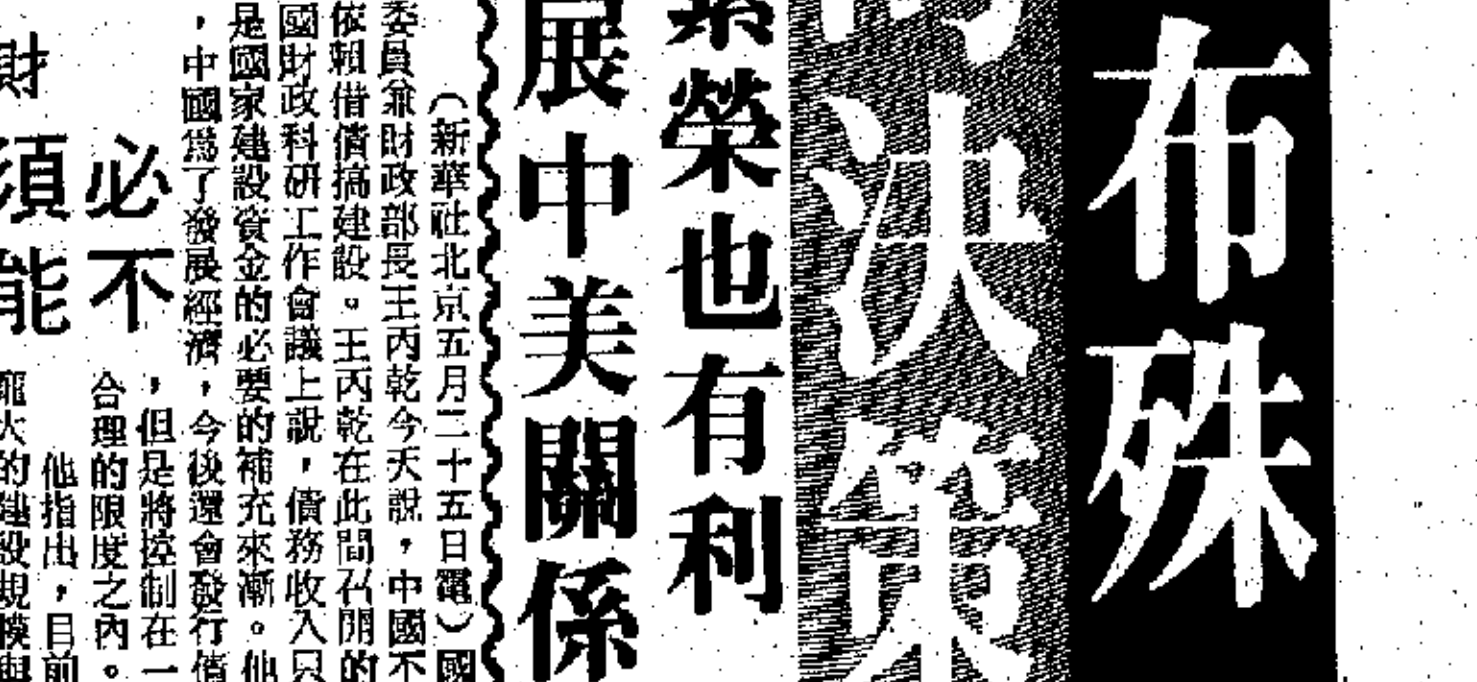 布殊
決策
榮也有利
展中美關係
（新華社北京五月二十五日電）國
委員兼財政部長王丙乾今天說，中國不
依賴借債搞建設。王丙乾在此間召開的
國財政科研工作會議上說，債務收入只
是國家建設資金的必要的補充來漸。他
，中國爲了發展經濟，今後還會發行債
，但是將控制在一
合理的限度之內。
他指出，目前
龐大的建設規模與
必不
財須能